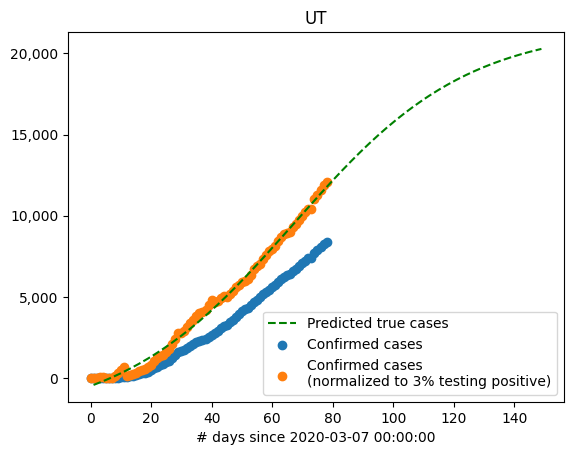 UT
20,000
15,000
10,000
5,000
0
0 20 40 60 80 100 120 140
# days since 2020-03-07 00:00:00
Predicted true cases
Confirmed cases
Confirmed cases
(normalized to 3% testing positive)